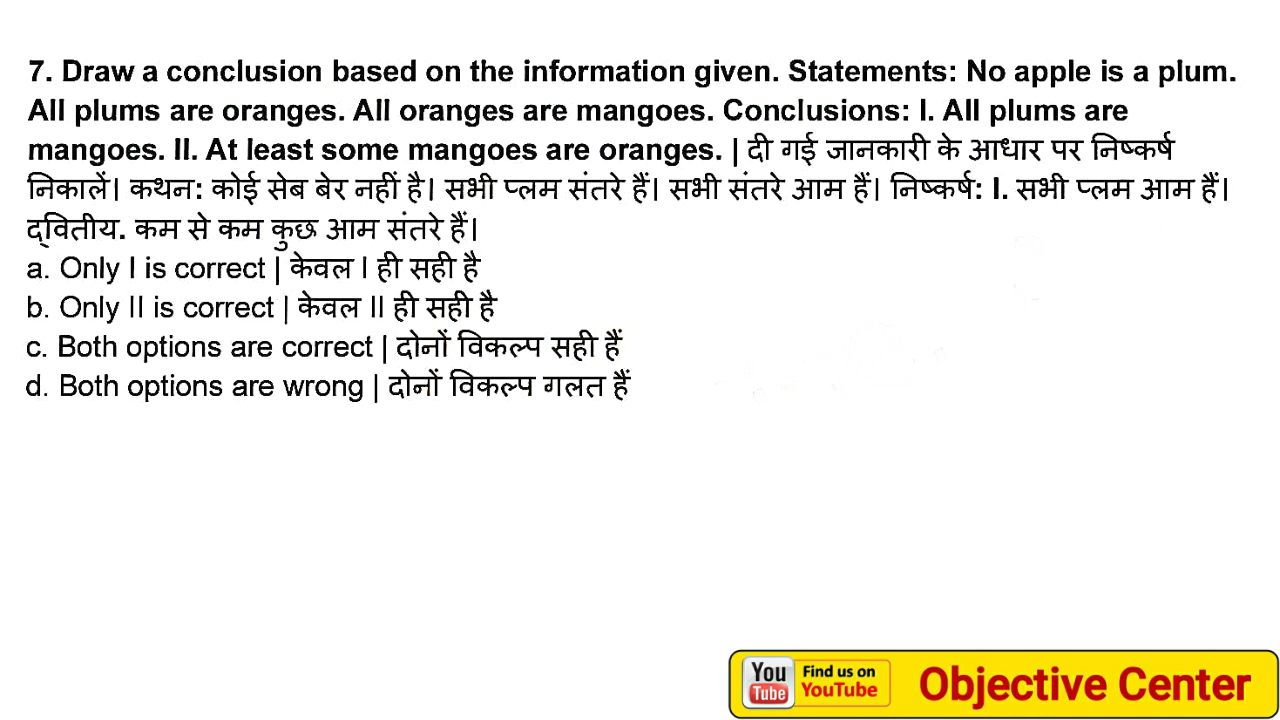 7. Draw a conclusion based on the information given. Statements: No apple is a plum.
All plums are oranges. All oranges are mangoes. Conclusions: I. All plums are
mangoes. II. At least some mangoes are oranges. | दी गई जानकारी के आधार पर निष्कर्ष
निकालें। कथन: कोई सेब बेर नहीं है। सभी प्लम संतरे हैं। सभी संतरे आम हैं। निष्कर्ष: I. सभी प्लम आम हैं।
द्वितीय. कम से कम कुछ आम संतरे हैं।
a. Only I is correct | केवल I ही सही है
b. Only II is correct | केवल II ही सही है
c. Both options are correct | दोनों विकल्प सही हैं
d. Both options are wrong | दोनों विकल्प गलत हैं
You Tube Find us on YouTube Objective Center